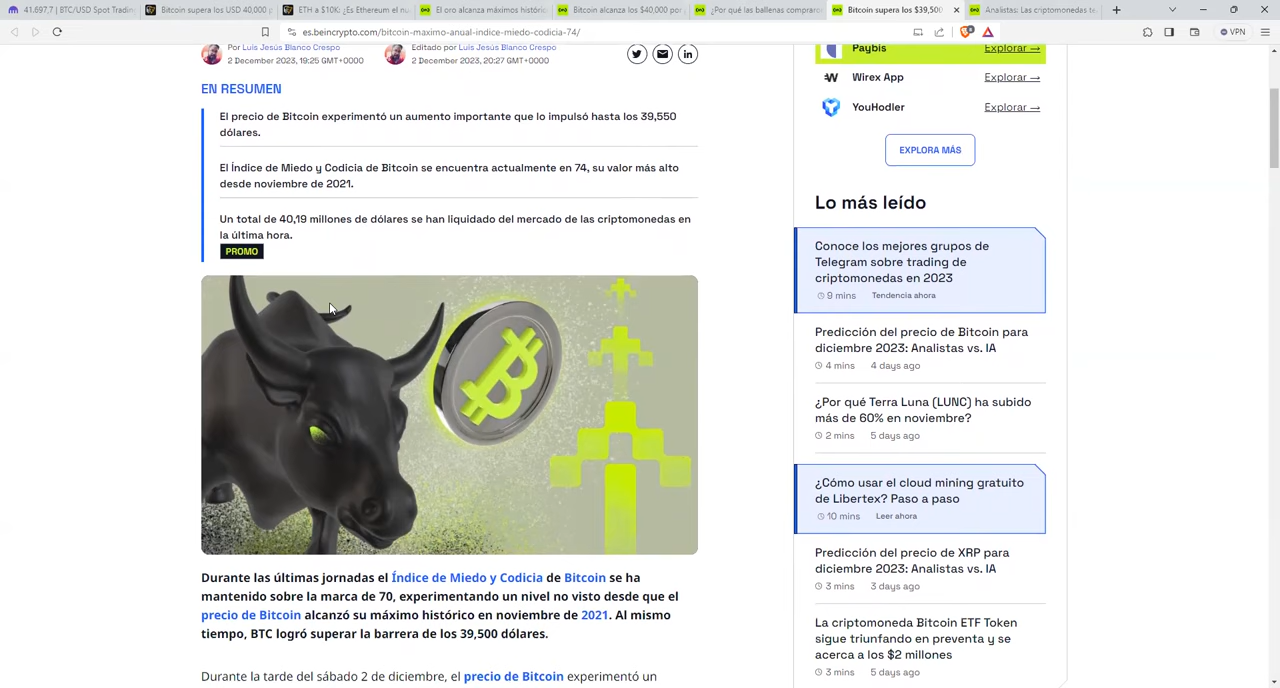 41.697,7 | BTC/USD Spot Trading
Bitcoin supera los USD 40,000 y
ETH a $10K: ¿Es Ethereum el nu
El oro alcanza máximos históric
Bitcoin alcanza los $40,000 por
¿Por qué las ballenas compraron
Bitcoin supera los $39,500
Analistas: Las criptomonedas te
es.beincrypto.com/bitcoin-maximo-anual-indice-miedo-codicia-74/
VPN
Por Luis Jesús Blanco Crespo
2 December 2023, 19:25 GMT+0000
Editado por Luis Jesús Blanco Crespo
2 December 2023, 20:27 GMT+0000
EN RESUMEN
El precio de Bitcoin experimentó un aumento importante que lo impulsó hasta los 39,550
dólares.
El Índice de Miedo y Codicia de Bitcoin se encuentra actualmente en 74, su valor más alto
desde noviembre de 2021.
Un total de 40,19 millones de dólares se han liquidado del mercado de las criptomonedas en
la última hora.
PROMO
Durante las últimas jornadas el Índice de Miedo y Codicia de Bitcoin se ha
mantenido sobre la marca de 70, experimentando un nivel no visto desde que el
precio de Bitcoin alcanzó su máximo histórico en noviembre de 2021. Al mismo
tiempo, BTC logró superar la barrera de los 39,500 dólares.
Durante la tarde del sábado 2 de diciembre, el precio de Bitcoin experimentó un
Paybis Explorar →
Wirex App Explorar →
YouHodler Explorar →
EXPLORA MÁS
Lo más leído
Conoce los mejores grupos de
Telegram sobre trading de
criptomonedas en 2023
9 mins Tendencia ahora
Predicción del precio de Bitcoin para
diciembre 2023: Analistas vs. IA
4 mins 4 days ago
¿Por qué Terra Luna (LUNC) ha subido
más de 60% en noviembre?
2 mins 5 days ago
¿Cómo usar el cloud mining gratuito
de Libertex? Paso a paso
10 mins Leer ahora
Predicción del precio de XRP para
diciembre 2023: Analistas vs. IA
3 mins 3 days ago
La criptomoneda Bitcoin ETF Token
sigue triunfando en preventa y se
acerca a los $2 millones
3 mins 5 days ago